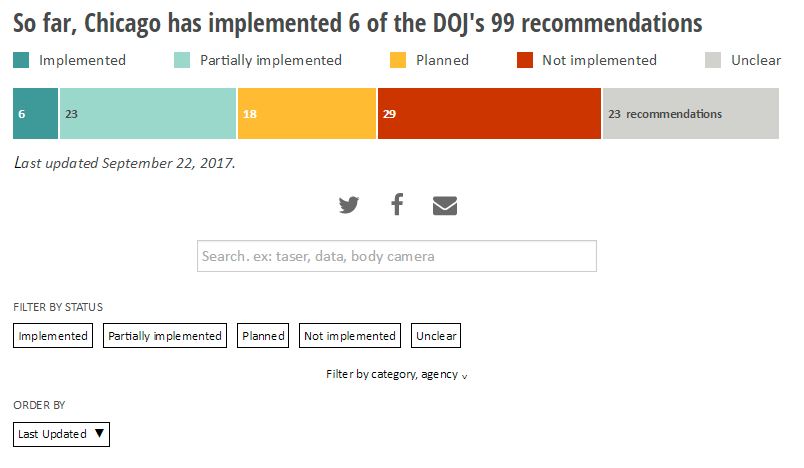 So far, Chicago has implemented 6 of the DOJ's 99 recommendations
Implemented Partially implemented Planned Not implemented Unclear
6 23 18 29 23 recommendations
Last updated September 22, 2017.
Search. ex: taser, data, body camera
FILTER BY STATUS
Implemented Partially implemented Planned Not implemented Unclear
Filter by category, agency v
ORDER BY
Last Updated ▼